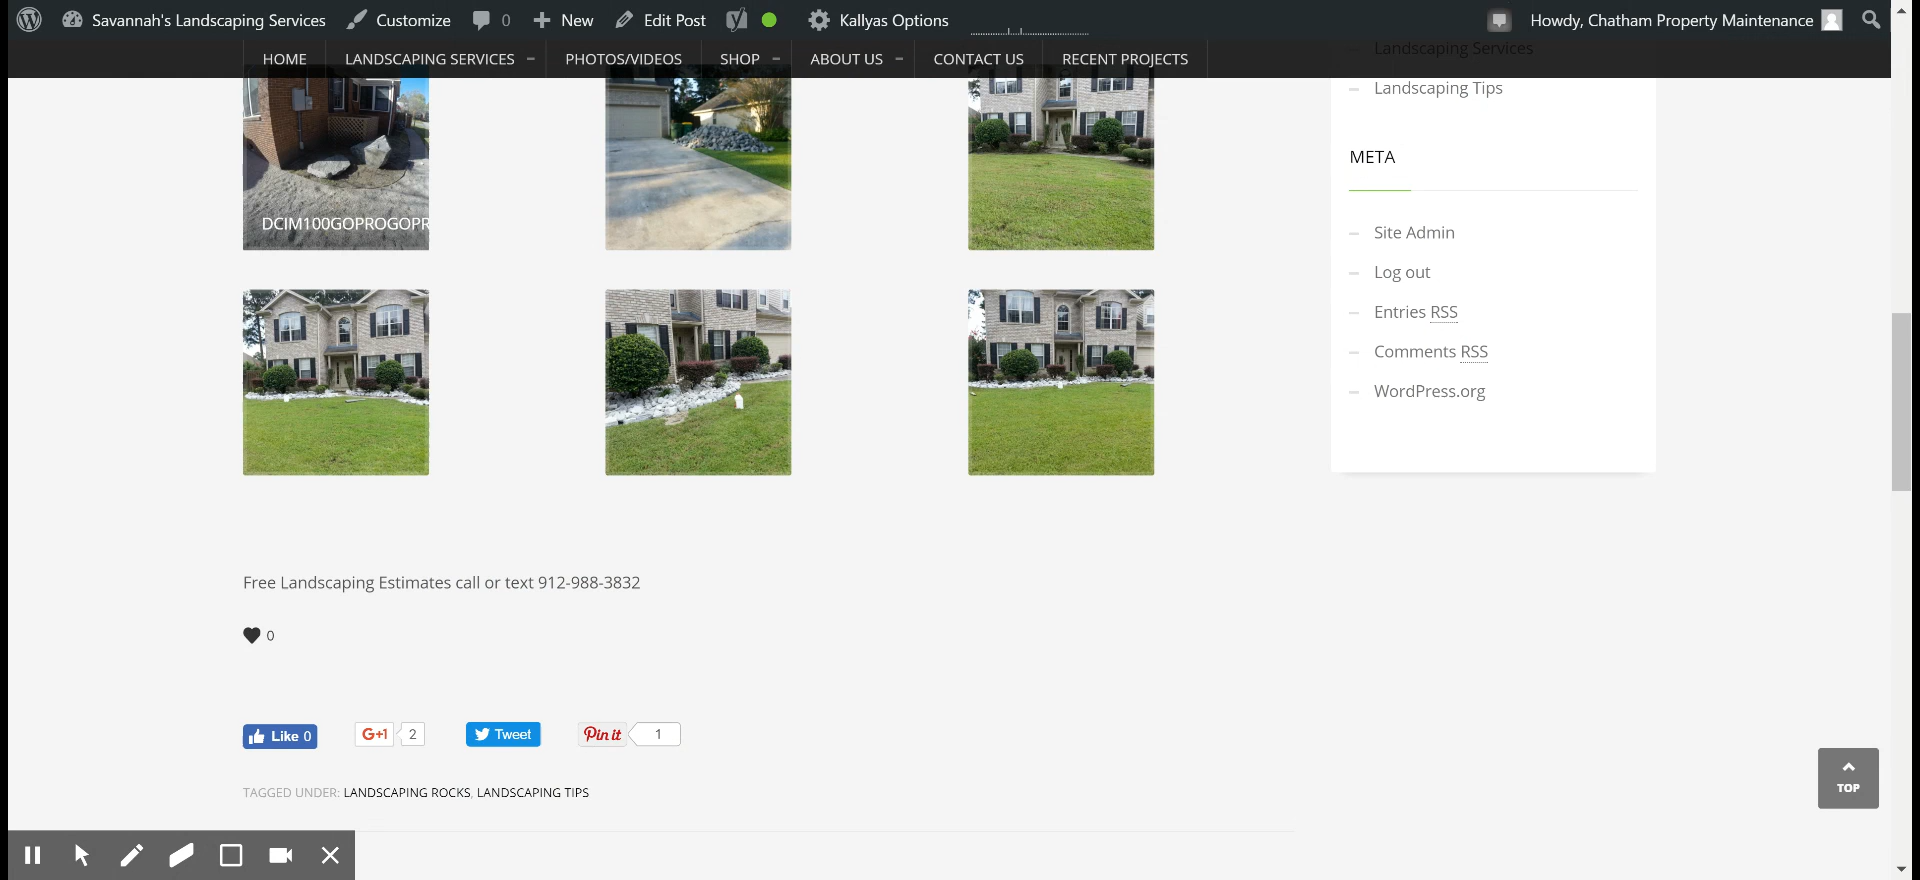 Savannah's Landscaping Services Customize 0 New Edit Post Kallyas Options Howdy, Chatham Property Maintenance
HOME LANDSCAPING SERVICES PHOTOS/VIDEOS SHOP ABOUT US CONTACT US RECENT PROJECTS
Landscaping Services
Landscaping Tips
META
DCIM100GOPROGOPR
Site Admin
Log out
Entries RSS
Comments RSS
WordPress.org
Free Landscaping Estimates call or text 912-988-3832
0
Like 0 G+1 2 Tweet Pin it 1
TOP
TAGGED UNDER: LANDSCAPING ROCKS, LANDSCAPING TIPS